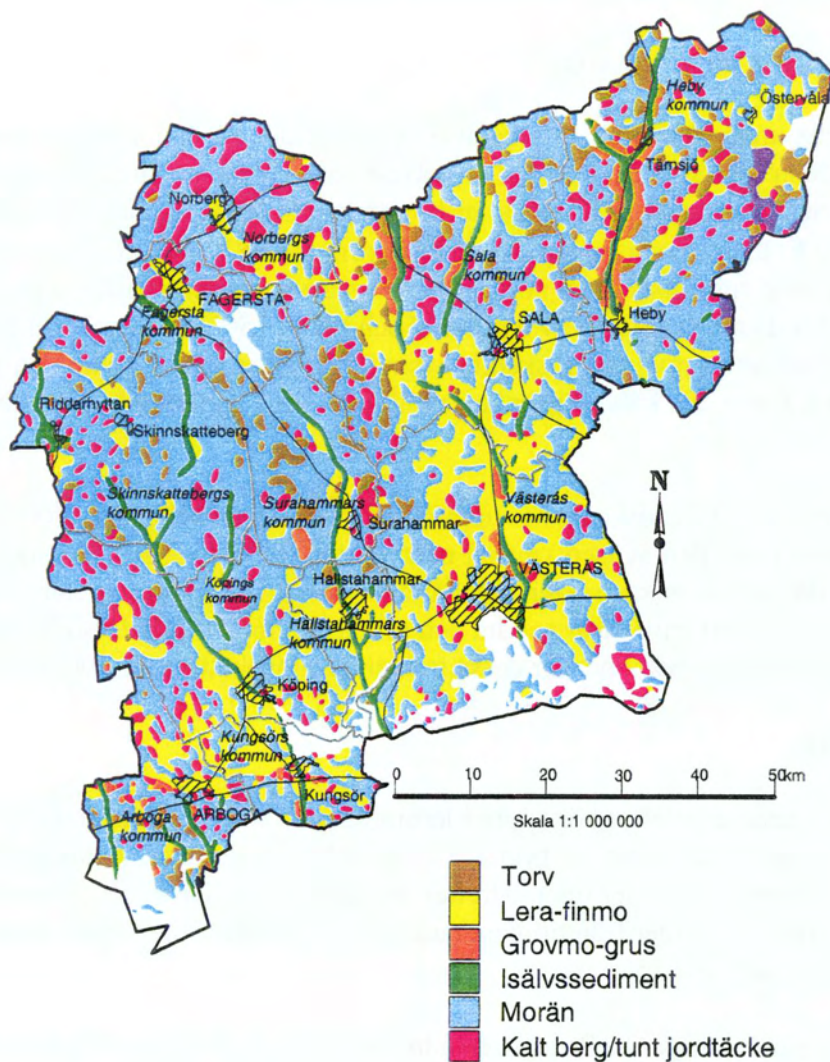 Heby
kommun
Östervåla
Tärnsjö
Norberg
Norbergs
kommun
Sala
kommun
FAGERSTA
Fagersta
kommun
SALA
Heby
Riddarhyttan
Skinnskatteberg
Skinnskattebergs
kommun
Surahammars
kommun
Surahammar
Västerås
kommun
N
VÄSTERÅS
Hallstahammar
Köpings
kommun
Hallstahammars
kommun
Köping
Kungsörs
kommun
Kungsör
ARBOGA
Arboga
kommun
0 10 20 30 40 50km
Skala 1:1 000 000
Torv
Lera-finmo
Grovmo-grus
Isälvssediment
Morän
Kalt berg/tunt jordtäcke